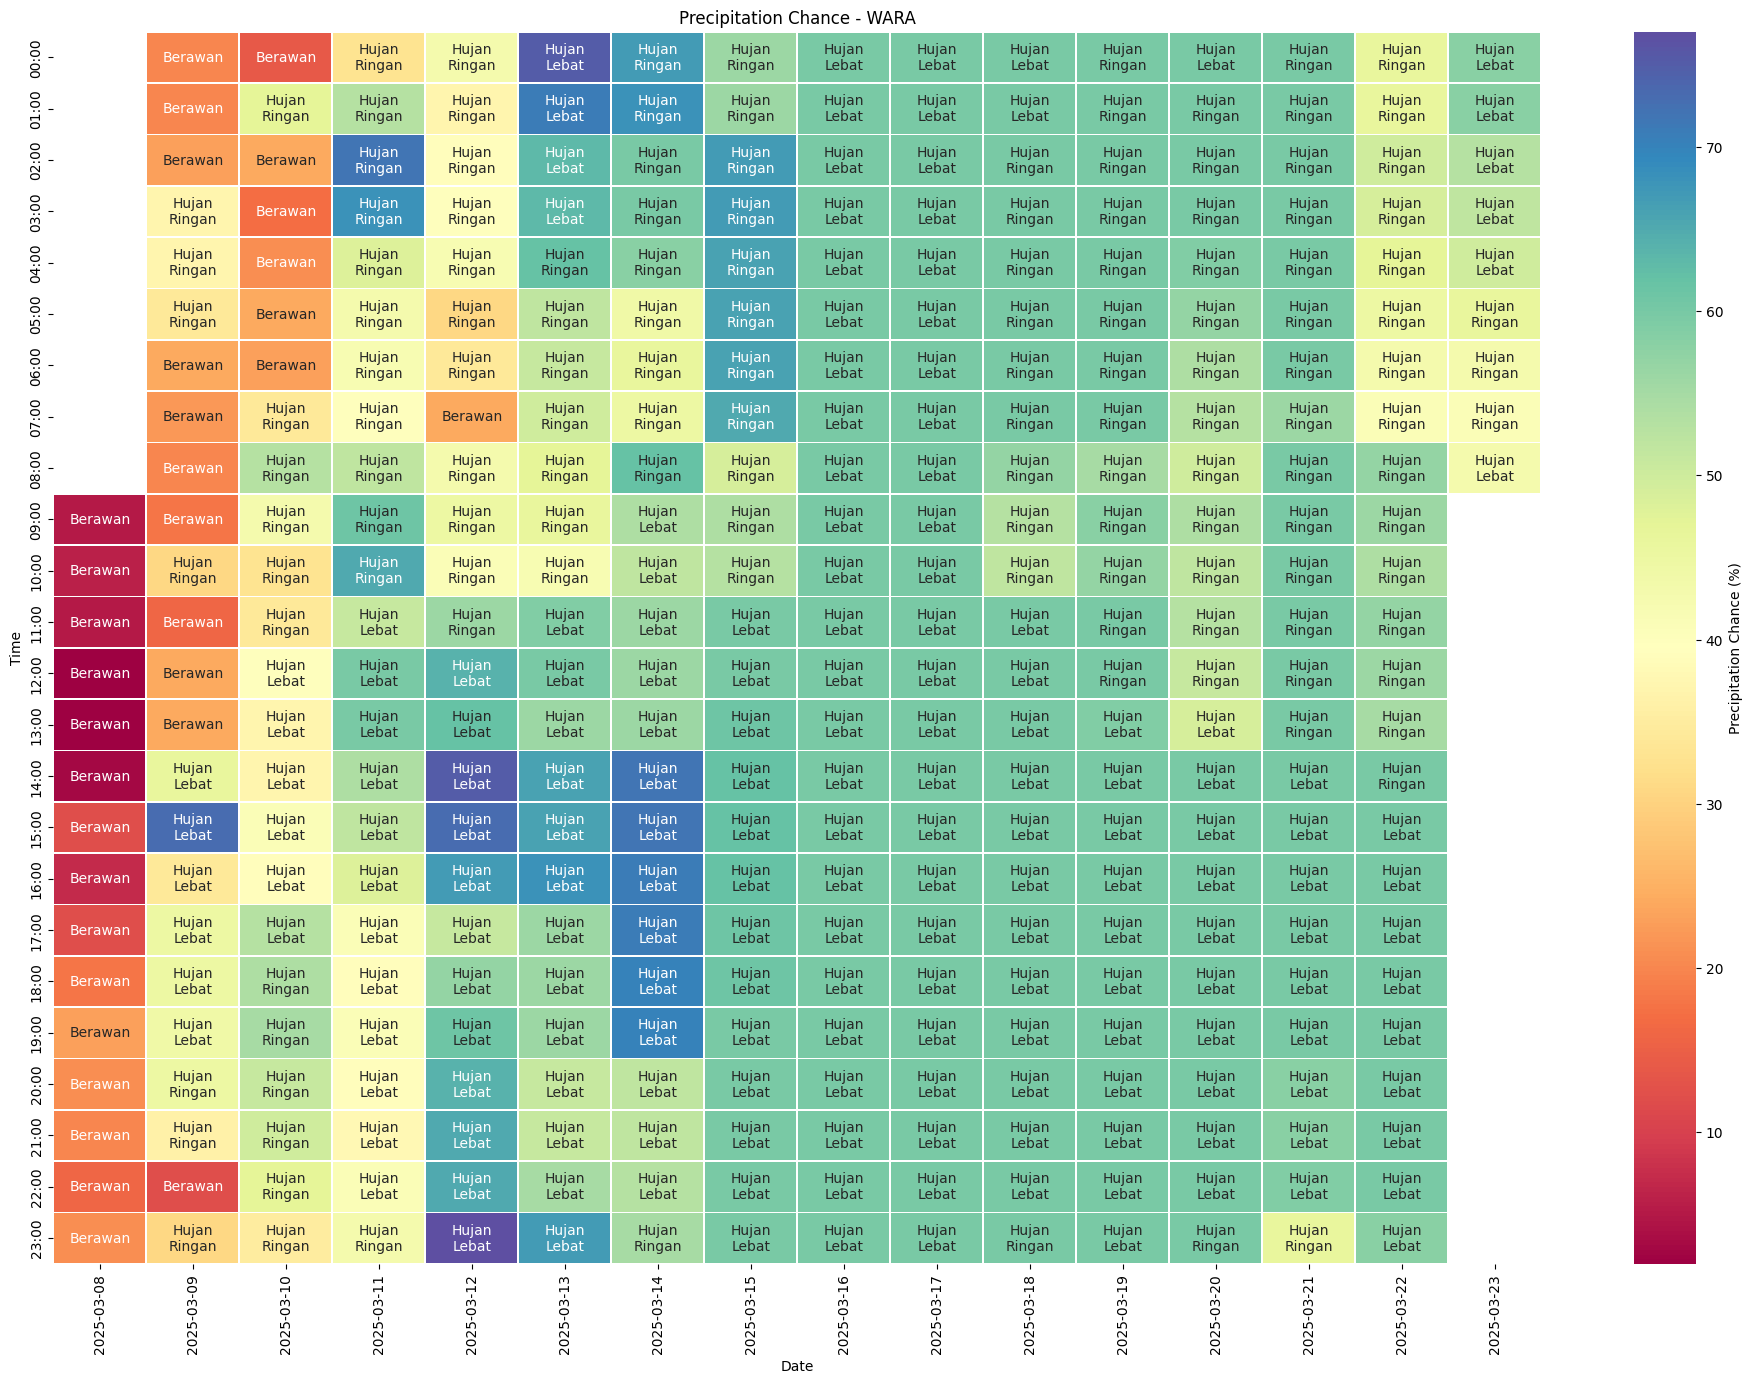 Precipitation Chance - WARA
00:00 Berawan Berawan Hujan Ringan Hujan Ringan Hujan Lebat Hujan Ringan Hujan Ringan Hujan Lebat Hujan Lebat Hujan Lebat Hujan Ringan Hujan Lebat Hujan Ringan Hujan Ringan Hujan Lebat
01:00 Berawan Hujan Ringan Hujan Ringan Hujan Ringan Hujan Lebat Hujan Ringan Hujan Ringan Hujan Lebat Hujan Lebat Hujan Lebat Hujan Ringan Hujan Ringan Hujan Ringan Hujan Ringan Hujan Lebat
02:00 Berawan Berawan Hujan Ringan Hujan Ringan Hujan Lebat Hujan Ringan Hujan Ringan Hujan Lebat Hujan Lebat Hujan Ringan Hujan Ringan Hujan Ringan Hujan Ringan Hujan Ringan Hujan Lebat
03:00 Hujan Ringan Berawan Hujan Ringan Hujan Ringan Hujan Lebat Hujan Ringan Hujan Ringan Hujan Lebat Hujan Lebat Hujan Ringan Hujan Ringan Hujan Ringan Hujan Ringan Hujan Ringan Hujan Lebat
04:00 Hujan Ringan Berawan Hujan Ringan Hujan Ringan Hujan Ringan Hujan Ringan Hujan Ringan Hujan Lebat Hujan Lebat Hujan Ringan Hujan Ringan Hujan Ringan Hujan Ringan Hujan Ringan Hujan Lebat
05:00 Hujan Ringan Berawan Hujan Ringan Hujan Ringan Hujan Ringan Hujan Ringan Hujan Ringan Hujan Lebat Hujan Lebat Hujan Ringan Hujan Ringan Hujan Ringan Hujan Ringan Hujan Ringan Hujan Ringan
06:00 Berawan Berawan Hujan Ringan Hujan Ringan Hujan Ringan Hujan Ringan Hujan Ringan Hujan Lebat Hujan Lebat Hujan Ringan Hujan Ringan Hujan Ringan Hujan Ringan Hujan Ringan Hujan Ringan
07:00 Berawan Hujan Ringan Hujan Ringan Berawan Hujan Ringan Hujan Ringan Hujan Ringan Hujan Lebat Hujan Lebat Hujan Ringan Hujan Ringan Hujan Ringan Hujan Ringan Hujan Ringan Hujan Ringan
08:00 Berawan Hujan Ringan Hujan Ringan Hujan Ringan Hujan Ringan Hujan Ringan Hujan Ringan Hujan Lebat Hujan Lebat Hujan Ringan Hujan Ringan Hujan Ringan Hujan Ringan Hujan Ringan Hujan Lebat
09:00 Berawan Berawan Hujan Ringan Hujan Ringan Hujan Ringan Hujan Ringan Hujan Lebat Hujan Ringan Hujan Lebat Hujan Lebat Hujan Ringan Hujan Ringan Hujan Ringan Hujan Ringan Hujan Ringan
10:00 Berawan Hujan Ringan Hujan Ringan Hujan Ringan Hujan Ringan Hujan Ringan Hujan Lebat Hujan Ringan Hujan Lebat Hujan Lebat Hujan Ringan Hujan Ringan Hujan Ringan Hujan Ringan Hujan Ringan
11:00 Berawan Berawan Hujan Ringan Hujan Lebat Hujan Ringan Hujan Lebat Hujan Lebat Hujan Lebat Hujan Lebat Hujan Lebat Hujan Lebat Hujan Ringan Hujan Ringan Hujan Ringan Hujan Ringan
12:00 Berawan Berawan Hujan Lebat Hujan Lebat Hujan Lebat Hujan Lebat Hujan Lebat Hujan Lebat Hujan Lebat Hujan Lebat Hujan Lebat Hujan Ringan Hujan Ringan Hujan Ringan Hujan Ringan
13:00 Berawan Berawan Hujan Lebat Hujan Lebat Hujan Lebat Hujan Lebat Hujan Lebat Hujan Lebat Hujan Lebat Hujan Lebat Hujan Lebat Hujan Lebat Hujan Lebat Hujan Ringan Hujan Ringan
14:00 Berawan Hujan Lebat Hujan Lebat Hujan Lebat Hujan Lebat Hujan Lebat Hujan Lebat Hujan Lebat Hujan Lebat Hujan Lebat Hujan Lebat Hujan Lebat Hujan Lebat Hujan Lebat Hujan Ringan
15:00 Berawan Hujan Lebat Hujan Lebat Hujan Lebat Hujan Lebat Hujan Lebat Hujan Lebat Hujan Lebat Hujan Lebat Hujan Lebat Hujan Lebat Hujan Lebat Hujan Lebat Hujan Lebat Hujan Lebat
16:00 Berawan Hujan Lebat Hujan Lebat Hujan Lebat Hujan Lebat Hujan Lebat Hujan Lebat Hujan Lebat Hujan Lebat Hujan Lebat Hujan Lebat Hujan Lebat Hujan Lebat Hujan Lebat Hujan Lebat
17:00 Berawan Hujan Lebat Hujan Lebat Hujan Lebat Hujan Lebat Hujan Lebat Hujan Lebat Hujan Lebat Hujan Lebat Hujan Lebat Hujan Lebat Hujan Lebat Hujan Lebat Hujan Lebat Hujan Lebat
18:00 Berawan Hujan Lebat Hujan Ringan Hujan Lebat Hujan Lebat Hujan Lebat Hujan Lebat Hujan Lebat Hujan Lebat Hujan Lebat Hujan Lebat Hujan Lebat Hujan Lebat Hujan Lebat Hujan Lebat
19:00 Berawan Hujan Lebat Hujan Ringan Hujan Lebat Hujan Lebat Hujan Lebat Hujan Lebat Hujan Lebat Hujan Lebat Hujan Lebat Hujan Lebat Hujan Lebat Hujan Lebat Hujan Lebat Hujan Lebat
20:00 Berawan Hujan Ringan Hujan Ringan Hujan Lebat Hujan Lebat Hujan Lebat Hujan Lebat Hujan Lebat Hujan Lebat Hujan Lebat Hujan Lebat Hujan Lebat Hujan Lebat Hujan Lebat Hujan Lebat
21:00 Berawan Hujan Ringan Hujan Ringan Hujan Lebat Hujan Lebat Hujan Lebat Hujan Lebat Hujan Lebat Hujan Lebat Hujan Lebat Hujan Lebat Hujan Lebat Hujan Lebat Hujan Lebat Hujan Lebat
22:00 Berawan Berawan Hujan Ringan Hujan Lebat Hujan Lebat Hujan Lebat Hujan Lebat Hujan Lebat Hujan Lebat Hujan Lebat Hujan Lebat Hujan Lebat Hujan Lebat Hujan Lebat Hujan Lebat
23:00 Berawan Hujan Ringan Hujan Ringan Hujan Ringan Hujan Lebat Hujan Lebat Hujan Ringan Hujan Lebat Hujan Lebat Hujan Lebat Hujan Ringan Hujan Lebat Hujan Ringan Hujan Ringan Hujan Lebat
Time
2025-03-08 2025-03-09 2025-03-10 2025-03-11 2025-03-12 2025-03-13 2025-03-14 2025-03-15 2025-03-16 2025-03-17 2025-03-18 2025-03-19 2025-03-20 2025-03-21 2025-03-22 2025-03-23
Date
70
60
50
40
30
20
10
Precipitation Chance (%)